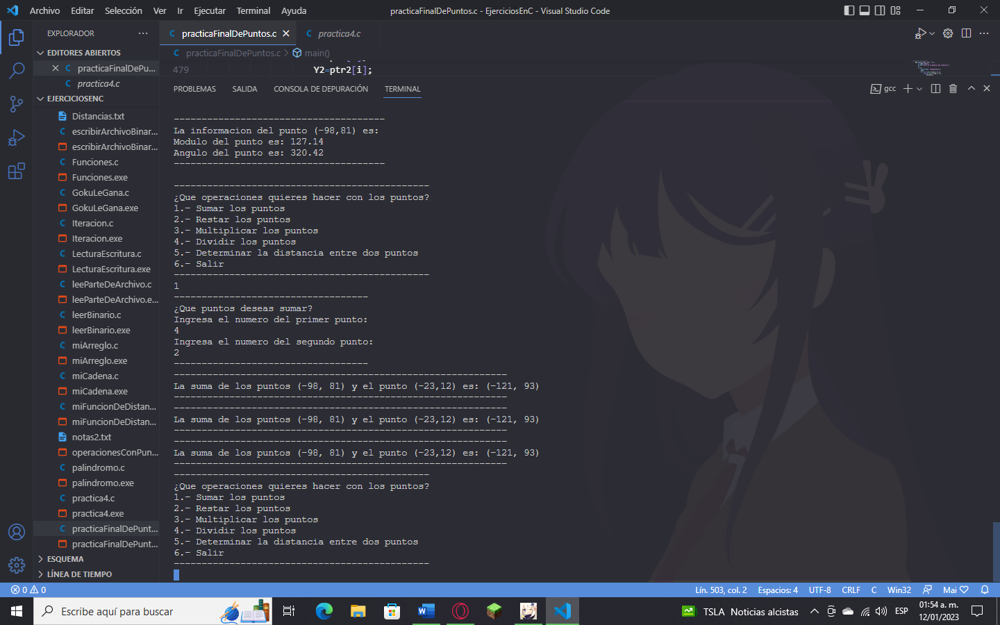 Archivo Editar Selección Ver Ir Ejecutar Terminal Ayuda
practicaFinalDePuntos.c - EjerciciosEnC - Visual Studio Code
EXPLORADOR
EDITORES ABIERTOS
C practicaFinalDePu...
C practica4.c
EJERCICIOSENC
Distancias.txt
C escribirArchivoBinar...
escribirArchivoBinar...
C Funciones.c
Funciones.exe
C GokuLeGana.c
GokuLeGana.exe
C Iteracion.c
Iteracion.exe
C LecturaEscritura.c
LecturaEscritura.exe
C leeParteDeArchivo.c
leeParteDeArchivo.e...
C leerBinario.c
leerBinario.exe
C miArreglo.c
miArreglo.exe
C miCadena.c
miCadena.exe
C miFuncionDeDistan...
miFuncionDeDistan...
notas2.txt
operacionesConPun...
C palindromo.c
palindromo.exe
C practica4.c
practica4.exe
C practicaFinalDePunt...
practicaFinalDePunt...
ESQUEMA
LÍNEA DE TIEMPO
C practicaFinalDePuntos.c
C practica4.c
C practicaFinalDePuntos.c > main()
479 Y2=ptr2[i];
PROBLEMAS SALIDA CONSOLA DE DEPURACIÓN TERMINAL
gcc
--------------------------------------
La informacion del punto (-98,81) es:
Modulo del punto es: 127.14
Angulo del punto es: 320.42
--------------------------------------
----------------------------------------------
¿Que operaciones quieres hacer con los puntos?
1.- Sumar los puntos
2.- Restar los puntos
3.- Multiplicar los puntos
4.- Dividir los puntos
5.- Determinar la distancia entre dos puntos
6.- Salir
----------------------------------------------
1
-----------------------------------
¿Que puntos deseas sumar?
Ingresa el numero del primer punto:
4
Ingresa el numero del segundo punto:
2
-----------------------------------
------------------------------------------------------------
La suma de los puntos (-98, 81) y el punto (-23,12) es: (-121, 93)
------------------------------------------------------------
------------------------------------------------------------
La suma de los puntos (-98, 81) y el punto (-23,12) es: (-121, 93)
------------------------------------------------------------
------------------------------------------------------------
La suma de los puntos (-98, 81) y el punto (-23,12) es: (-121, 93)
------------------------------------------------------------
----------------------------------------------
¿Que operaciones quieres hacer con los puntos?
1.- Sumar los puntos
2.- Restar los puntos
3.- Multiplicar los puntos
4.- Dividir los puntos
5.- Determinar la distancia entre dos puntos
6.- Salir
----------------------------------------------
0 0
Lín. 503, col. 2 Espacios: 4 UTF-8 CRLF C Win32 Mai
Escribe aquí para buscar
TSLA Noticias alcistas
ESP
01:54 a. m.
12/01/2023